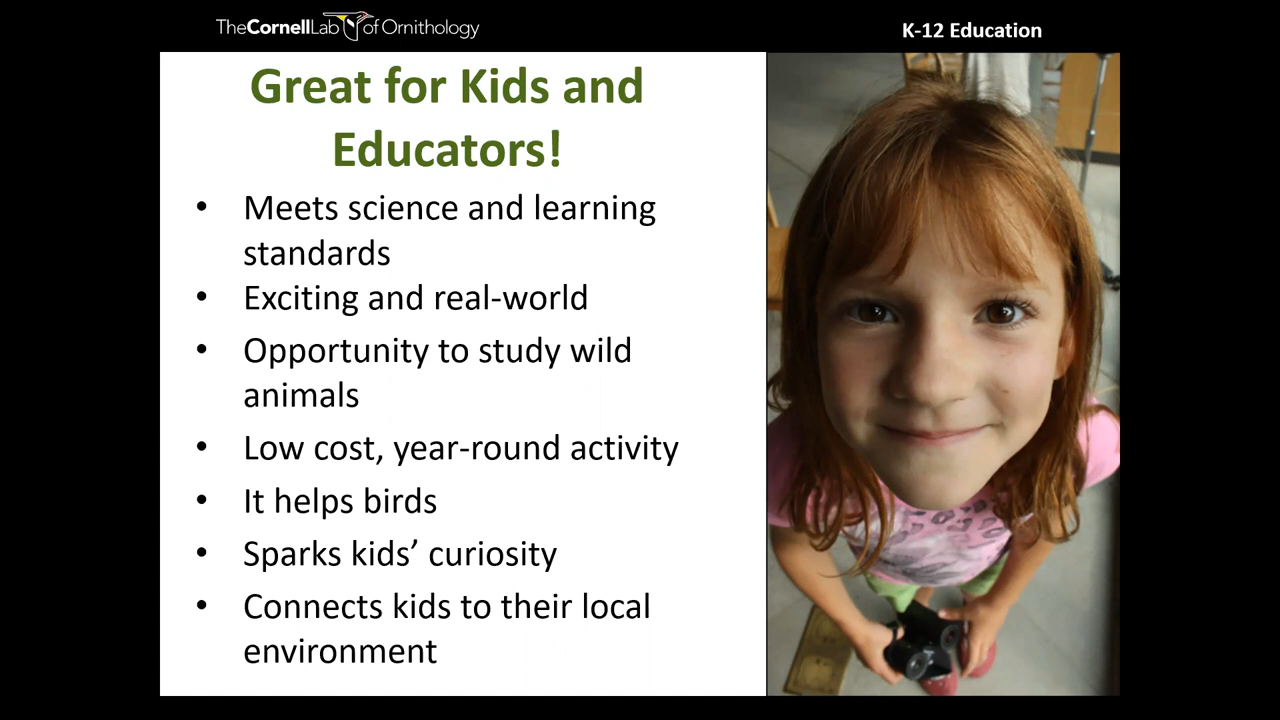 TheCornellLab of Ornithology
K-12 Education
Great for Kids and
Educators!
• Meets science and learning
standards
• Exciting and real-world
• Opportunity to study wild
animals
• Low cost, year-round activity
• It helps birds
• Sparks kids’ curiosity
• Connects kids to their local
environment